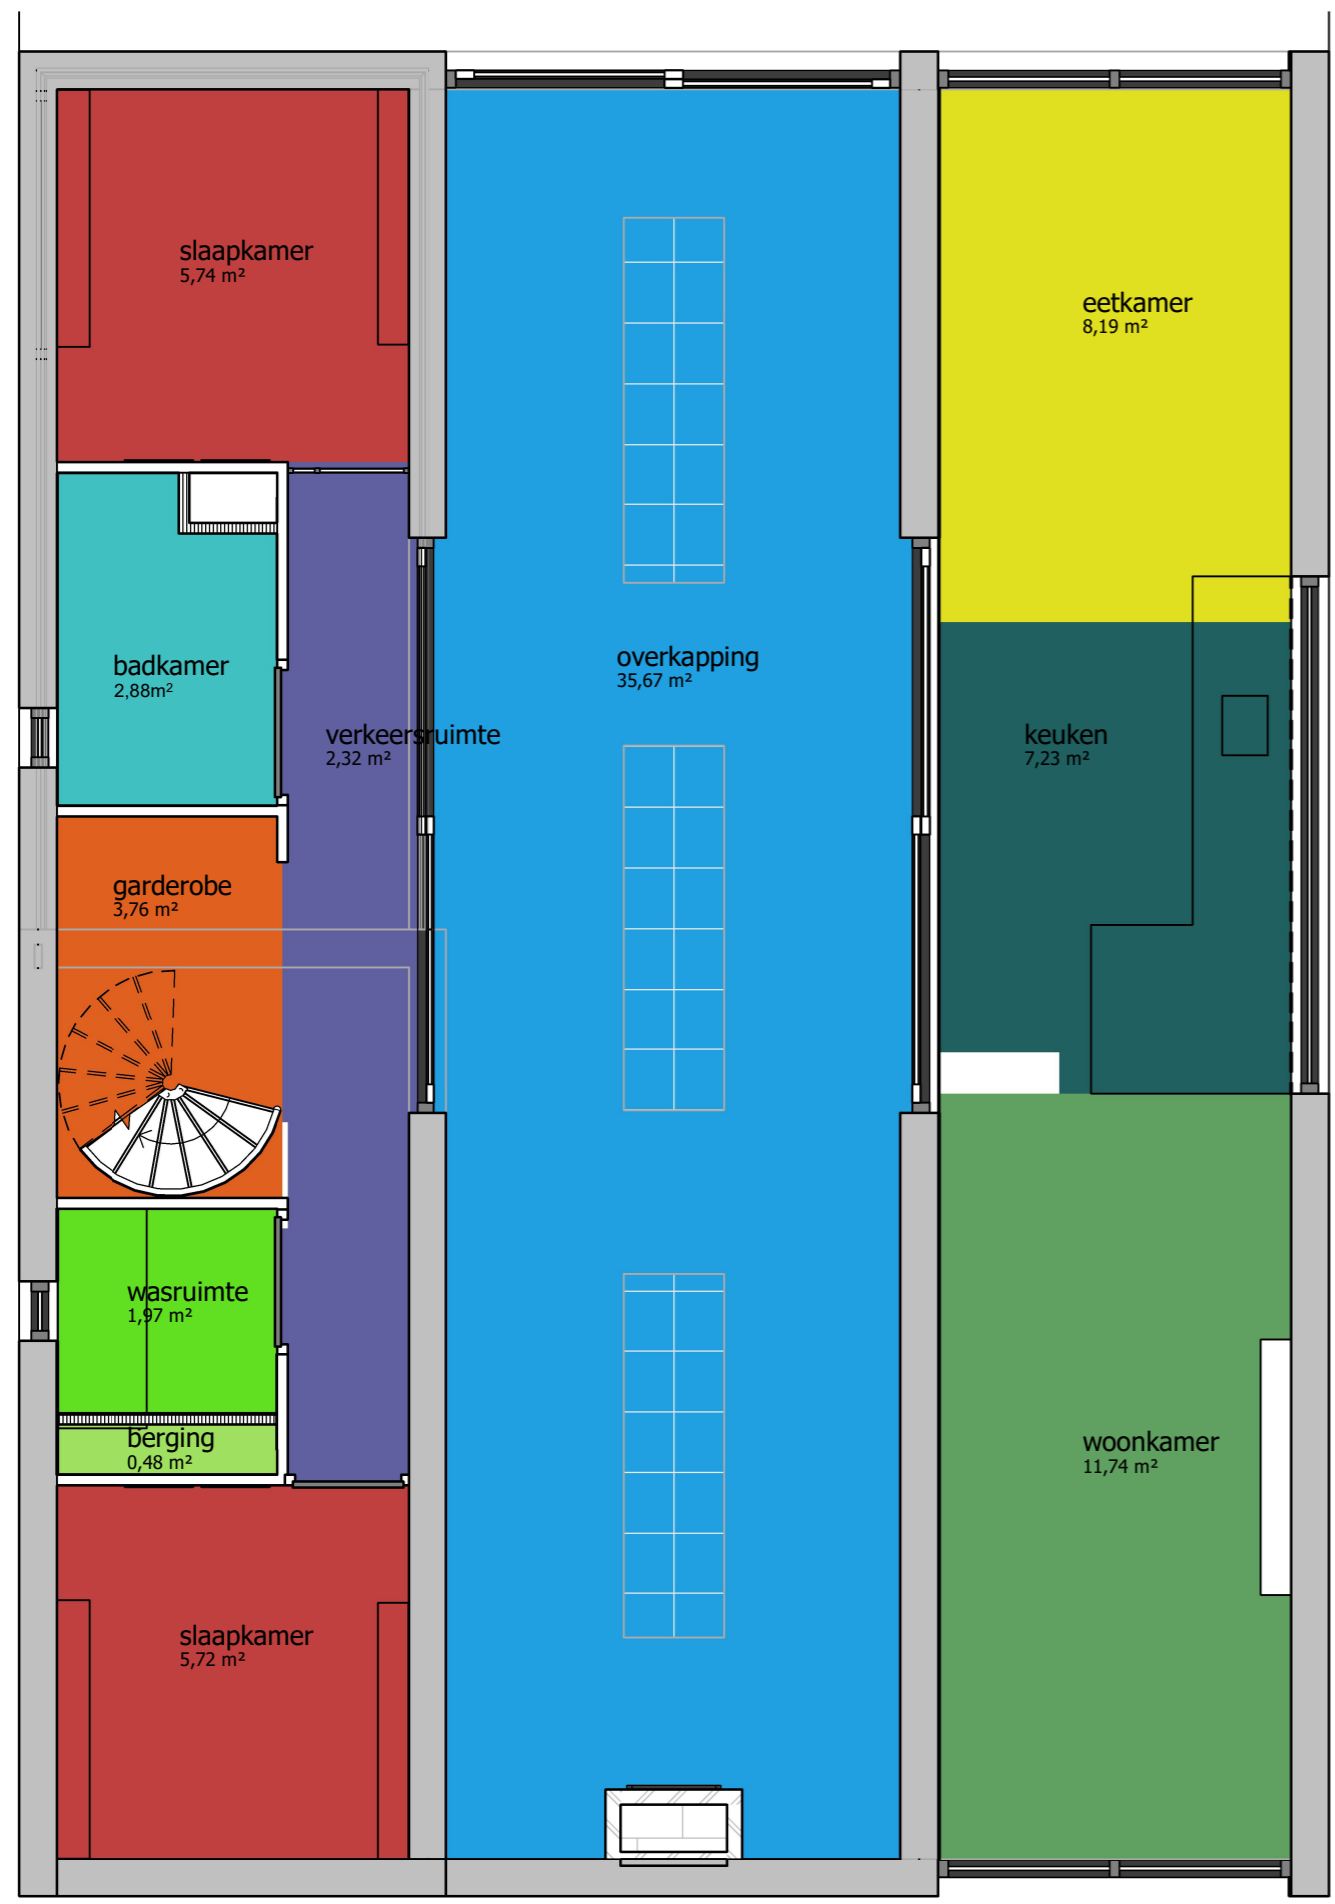 slaapkamer
5,74 m²
eetkamer
8,19 m²
badkamer
2,88m²
overkapping
35,67 m²
verkeersruimte
2,32 m²
keuken
7,23 m²
garderobe
3,76 m²
wasruimte
1,97 m²
berging
0,48 m²
woonkamer
11,74 m²
slaapkamer
5,72 m²